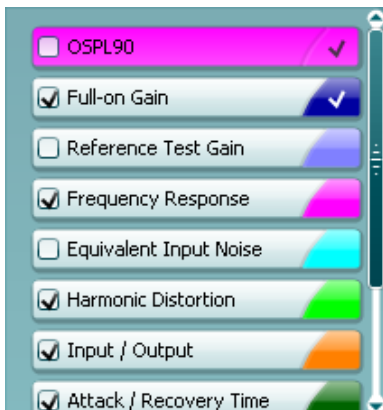 OSPL90
Full-on Gain
Reference Test Gain
Frequency Response
Equivalent Input Noise
Harmonic Distortion
Input / Output
Attack / Recovery Time